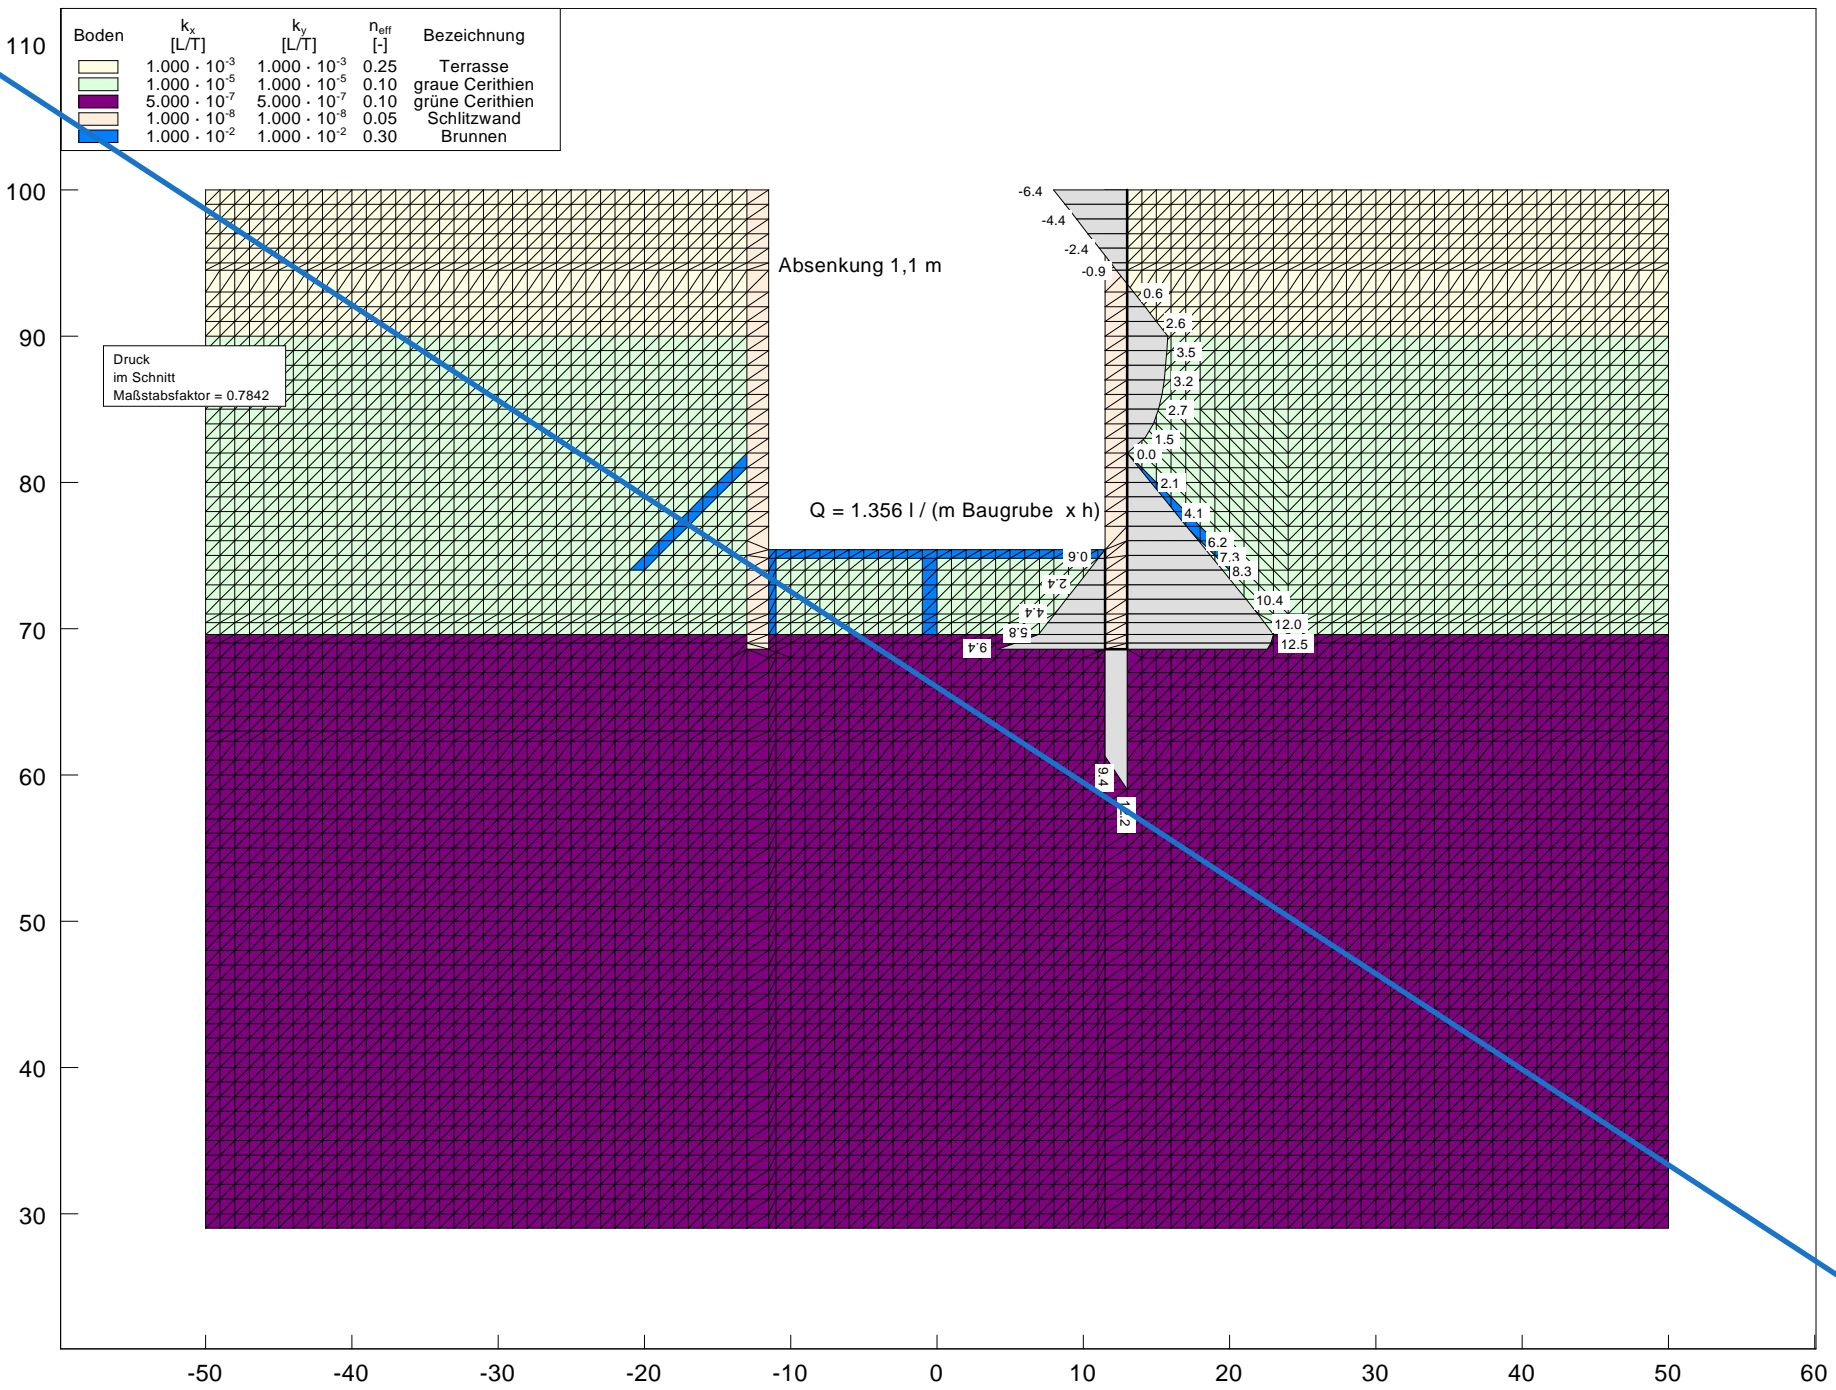 Boden kx ky neff Bezeichnung
[L/T] [L/T] [-]
1.000 · 10-3 1.000 · 10-3 0.25 Terrasse
1.000 · 10-5 1.000 · 10-5 0.10 graue Cerithien
5.000 · 10-7 5.000 · 10-7 0.10 grüne Cerithien
1.000 · 10-8 1.000 · 10-8 0.05 Schlitzwand
1.000 · 10-2 1.000 · 10-2 0.30 Brunnen
110
100
90
80
70
60
50
40
30
Absenkung 1,1 m
Druck
im Schnitt
Maßstabsfaktor = 0.7842
Q = 1.356 l / (m Baugrube x h)
-6.4
-4.4
-2.4
-0.9
0.6
2.6
3.5
3.2
2.7
1.5
0.0
2.1
4.1
6.2
7.3
8.3
10.4
12.0
12.5
0.6
2.4
4.4
5.8
9.4
9.4
-50 -40 -30 -20 -10 0 10 20 30 40 50 60